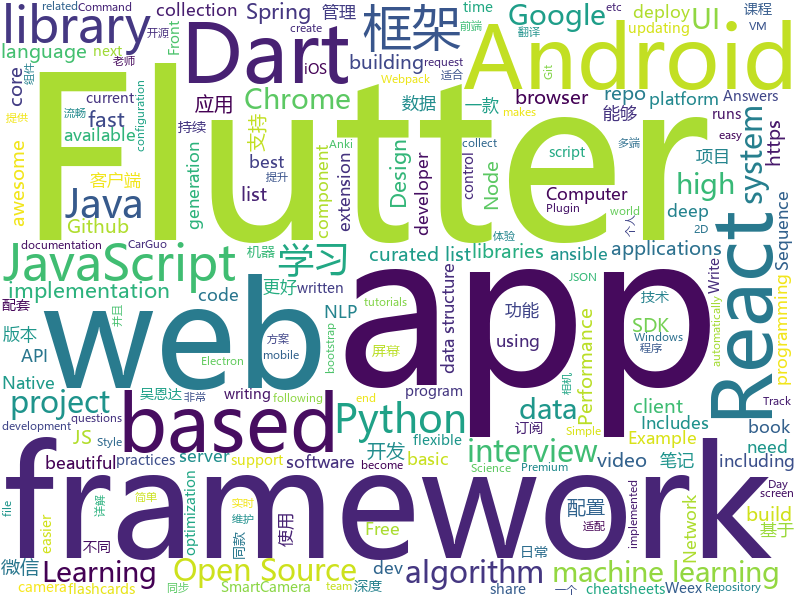 collection Spring 管理 Google deploy UI time etc 课程 VM
relatedCommand
library 框架 Android
开源 Front create iOS 组件 老师 前端 翻译 Git
language next
Dart building updating
core current fast available 应用 Chrome 数据 一款 browser repo platform 能够 Answers
Flutter
request Webpack 适合
awesome 持续 支持 runs https
流畅 提供 configuration 客户端 提升 generation best list extension Anki component developer script control Design Node 同步 多端 项目 easy
Java Github
Computer Plugin makes collect world 2D 个人
high deep system
documentation CarGuo 机器
JavaScript 学习 curated list libraries ansible applications 体验 JSON Sequence
implementation code 更好 written NLP data structure Write 技术
配套 并且 版本 API 方案 mobile tutorials bootstrap 屏幕
web app React
功能 using SDK Performance Windows 程序 programming automatically
Native Electron
project 吴恩达 非常 writing program 订阅 相机
development JS Style questions following end flexible client Includes Example Simple need book Track
based Python data interview
practices server 开发 basic software including video 笔记 build
beautiful optimization support become Science Premium Day screen
framework
file easier 详解 简单 实时 维护 使用 Free 配置 基于 Network implemented
微信 camera flashcards Learning Open Source 同款 dev share 不同 日常 深度 algorithm SmartCamera team machine learning 适配 一个 cheatsheets Weex Repository